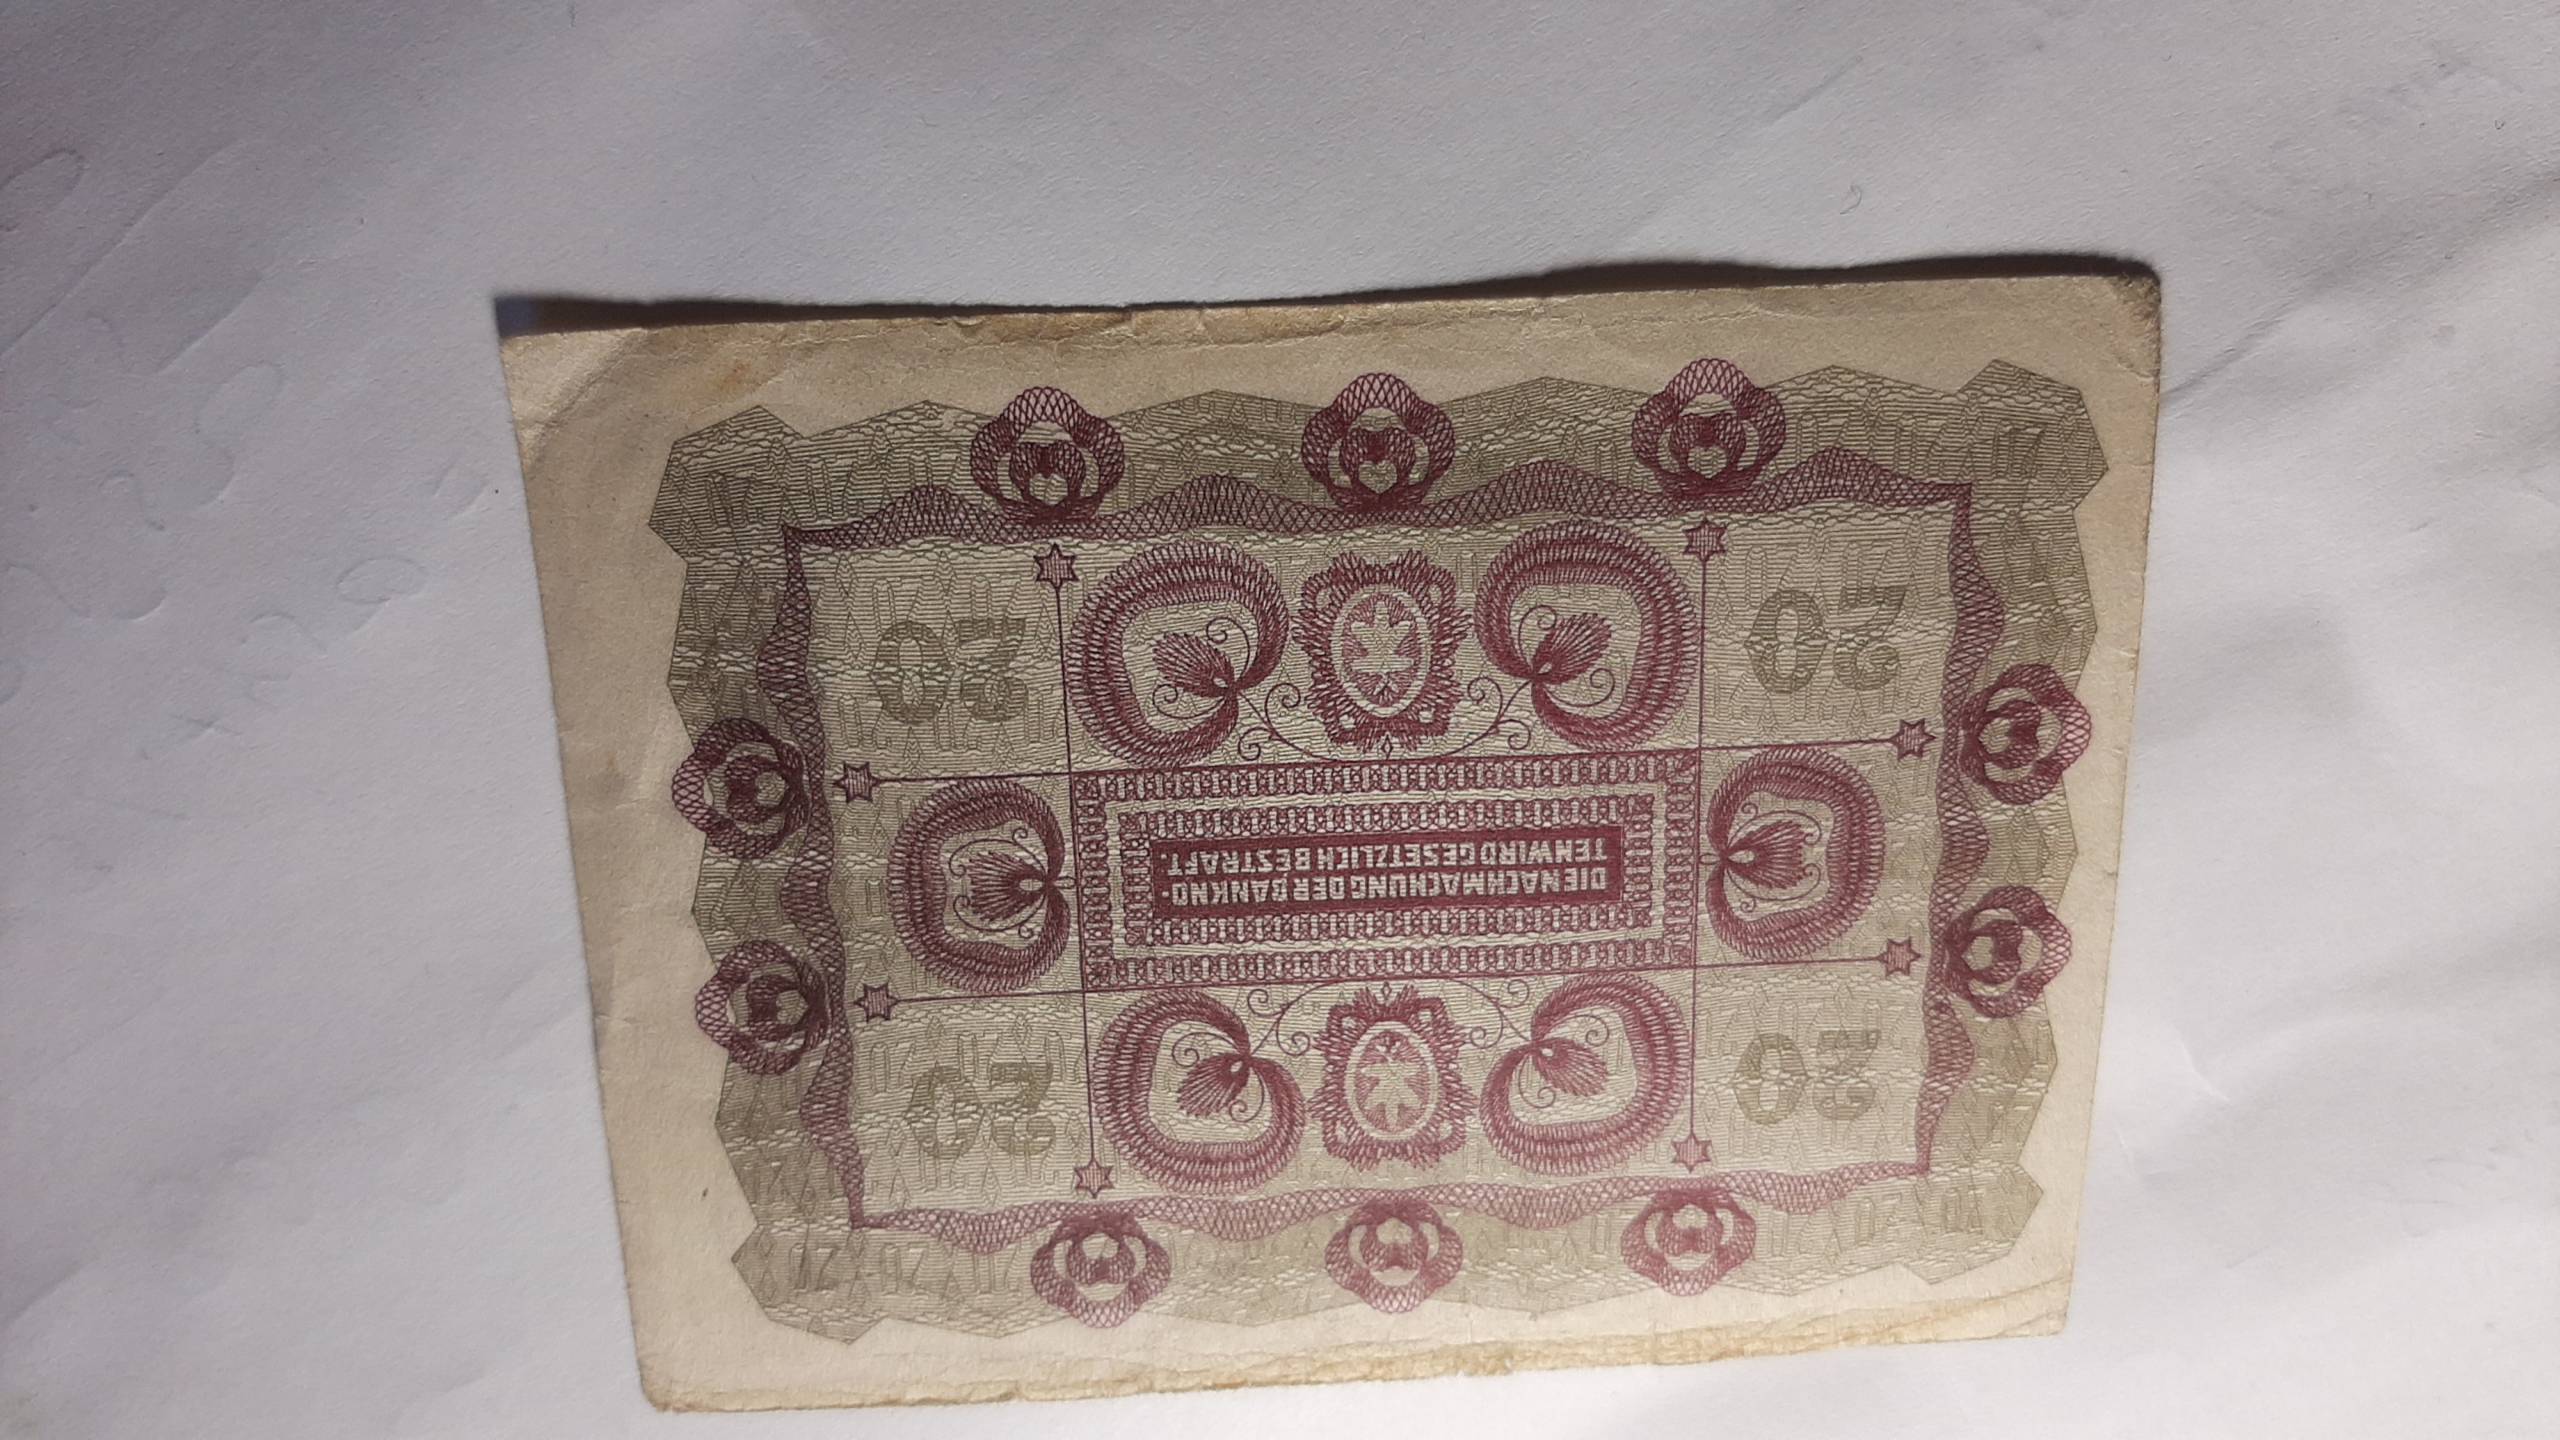 20
20
DIE NACHMACHUNG DER BANKNO-
TEN WIRD GESETZLICH BESTRAFT.
20
20